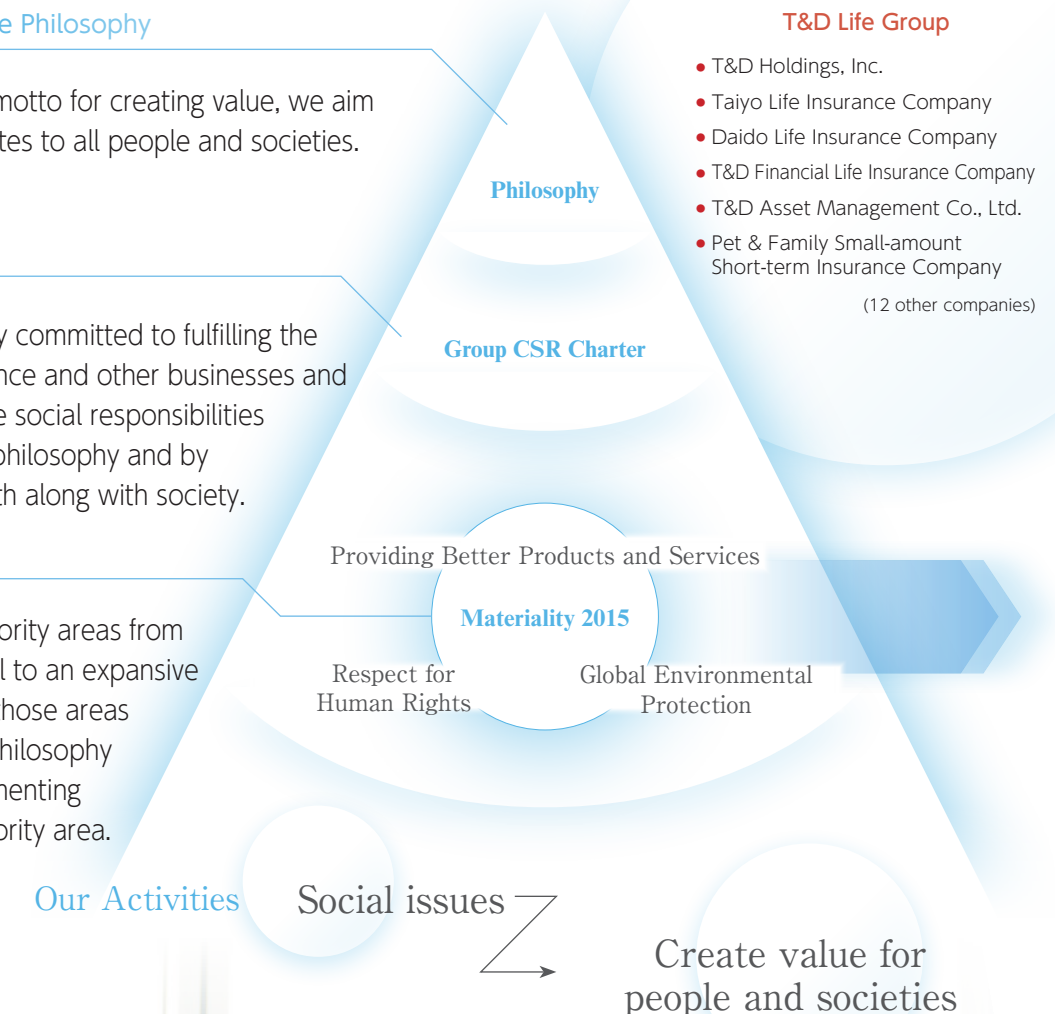 e Philosophy
motto for creating value, we aim
tes to all people and societies.
y committed to fulfilling the
nce and other businesses and
e social responsibilities
philosophy and by
th along with society.
ority areas from
l to an expansive
hose areas
hilosophy
menting
ority area.
Philosophy
Group CSR Charter
Providing Better Products and Services
Materiality 2015
Respect for
Human Rights
Global Environmental
Protection
T&D Life Group
• T&D Holdings, Inc.
• Taiyo Life Insurance Company
• Daido Life Insurance Company
• T&D Financial Life Insurance Company
• T&D Asset Management Co., Ltd.
• Pet & Family Small-amount
Short-term Insurance Company
(12 other companies)
Our Activities
Social issues
Create value for
people and societies